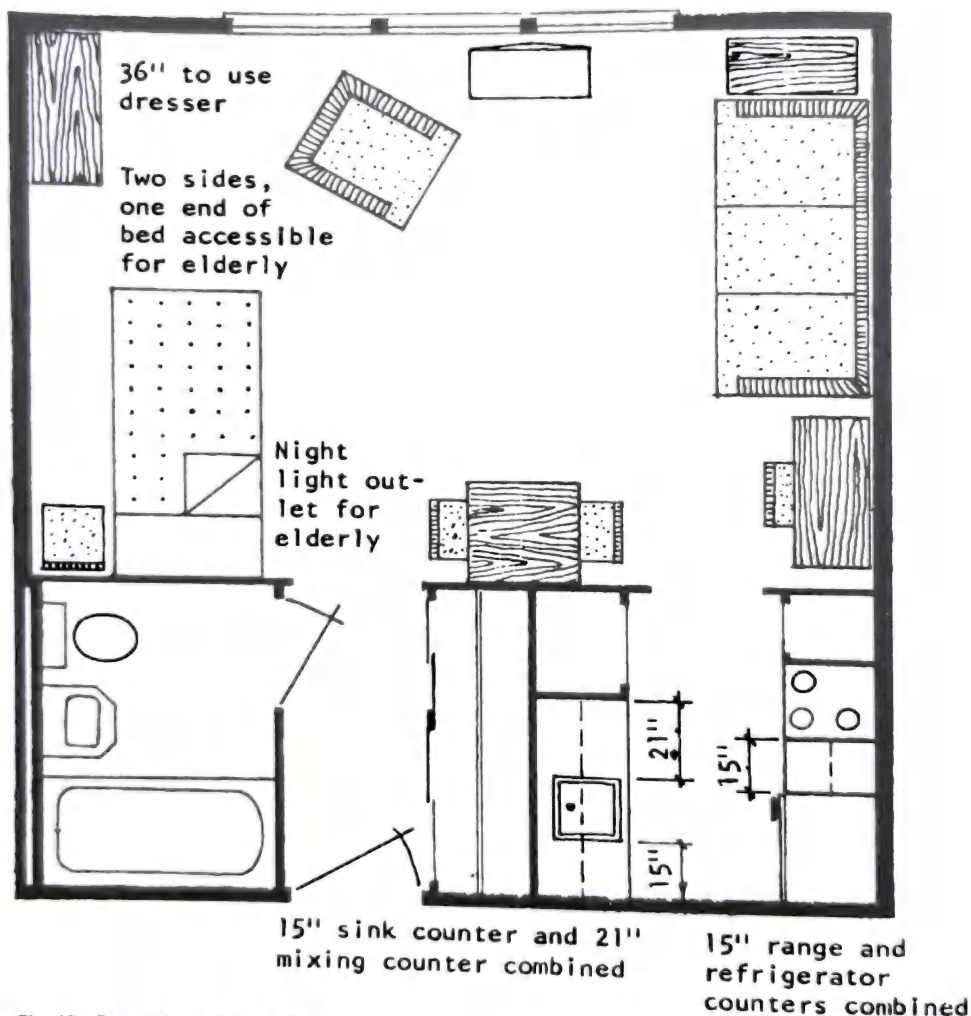 36" to use
dresser
Two sides,
one end of
bed accessible
for elderly
Night
light out-
let for
elderly
21"
15"
15"
15" sink counter and 21"
mixing counter combined
15" range and
refrigerator
counters combined